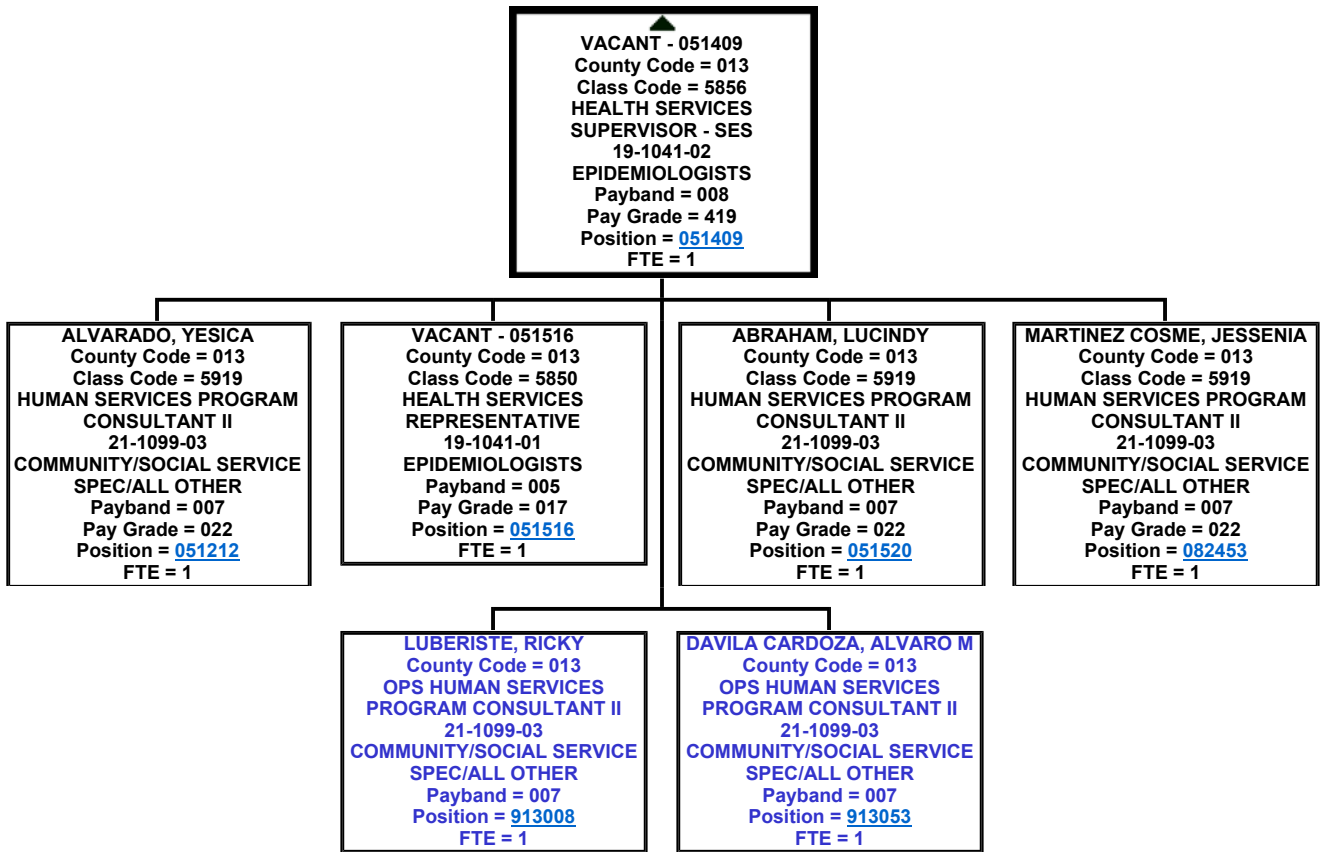 VACANT - 051409
County Code = 013
Class Code = 5856
HEALTH SERVICES
SUPERVISOR - SES
19-1041-02
EPIDEMIOLOGISTS
Payband = 008
Pay Grade = 419
Position = 051409
FTE = 1
ALVARADO, YESICA
County Code = 013
Class Code = 5919
HUMAN SERVICES PROGRAM
CONSULTANT II
21-1099-03
COMMUNITY/SOCIAL SERVICE
SPEC/ALL OTHER
Payband = 007
Pay Grade = 022
Position = 051212
FTE = 1
VACANT - 051516
County Code = 013
Class Code = 5850
HEALTH SERVICES
REPRESENTATIVE
19-1041-01
EPIDEMIOLOGISTS
Payband = 005
Pay Grade = 017
Position = 051516
FTE = 1
ABRAHAM, LUCINDY
County Code = 013
Class Code = 5919
HUMAN SERVICES PROGRAM
CONSULTANT II
21-1099-03
COMMUNITY/SOCIAL SERVICE
SPEC/ALL OTHER
Payband = 007
Pay Grade = 022
Position = 051520
FTE = 1
MARTINEZ COSME, JESSENIA
County Code = 013
Class Code = 5919
HUMAN SERVICES PROGRAM
CONSULTANT II
21-1099-03
COMMUNITY/SOCIAL SERVICE
SPEC/ALL OTHER
Payband = 007
Pay Grade = 022
Position = 082453
FTE = 1
LUBERISTE, RICKY
County Code = 013
OPS HUMAN SERVICES
PROGRAM CONSULTANT II
21-1099-03
COMMUNITY/SOCIAL SERVICE
SPEC/ALL OTHER
Payband = 007
Position = 913008
FTE = 1
DAVILA CARDOZA, ALVARO M
County Code = 013
OPS HUMAN SERVICES
PROGRAM CONSULTANT II
21-1099-03
COMMUNITY/SOCIAL SERVICE
SPEC/ALL OTHER
Payband = 007
Position = 913053
FTE = 1